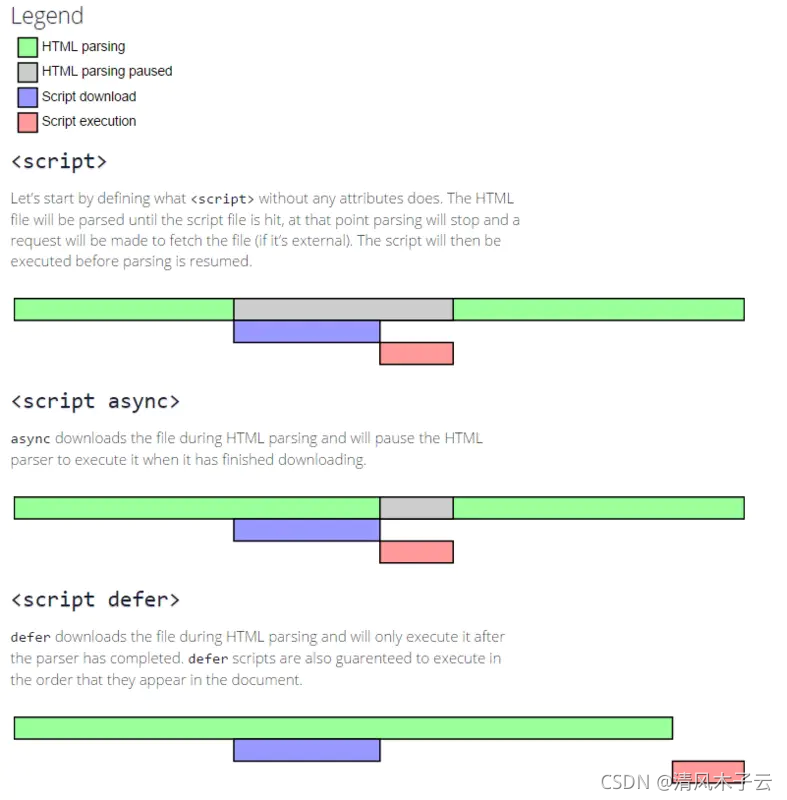 Legend
HTML parsing
HTML parsing paused
Script download
Script execution
<script>
Let's start by defining what <script> without any attributes does. The HTML
file will be parsed until the script file is hit, at that point parsing will stop and a
request will be made to fetch the file (if it's external). The script will then be
executed before parsing is resumed.
<script async>
async downloads the file during HTML parsing and will pause the HTML
parser to execute it when it has finished downloading.
<script defer>
defer downloads the file during HTML parsing and will only execute it after
the parser has completed. defer scripts are also guarenteed to execute in
the order that they appear in the document.
CSDN @清风木子云